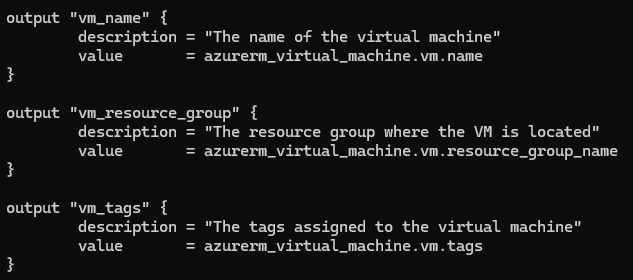 output "vm_name" {
        description = "The name of the virtual machine"
        value       = azurerm_virtual_machine.vm.name
}

output "vm_resource_group" {
        description = "The resource group where the VM is located"
        value       = azurerm_virtual_machine.vm.resource_group_name
}

output "vm_tags" {
        description = "The tags assigned to the virtual machine"
        value       = azurerm_virtual_machine.vm.tags
}